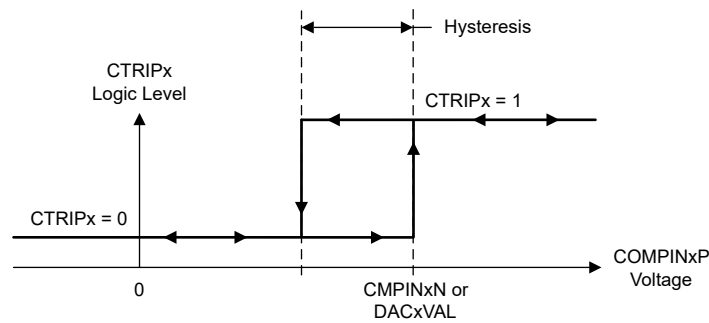 Hysteresis
CTRIPx
Logic Level
CTRIPx = 1
CTRIPx = 0
COMPINxP
Voltage
0
CMPINxN or
DACxVAL